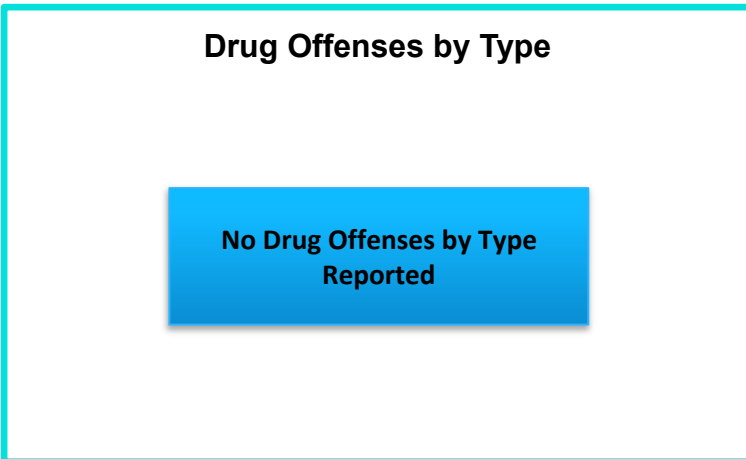 Drug Offenses by Type
No Drug Offenses by Type
Reported